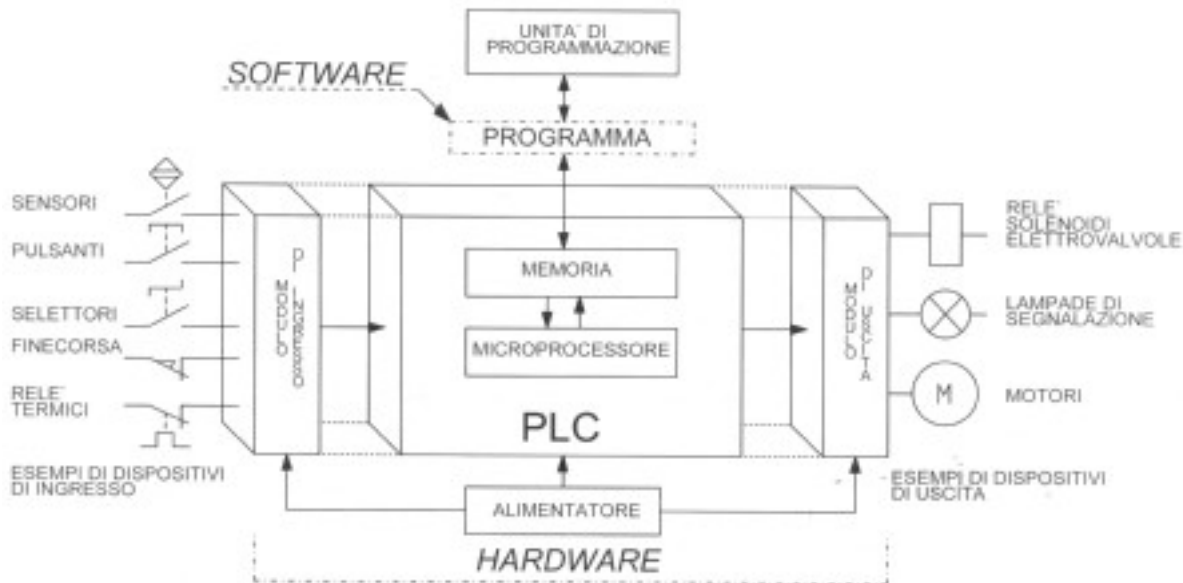 UNITA' DI
PROGRAMMAZIONE
SOFTWARE
PROGRAMMA
SENSORI
PULSANTI
SELETTORI
FINECORSA
RELE'
TERMICI
ESEMPI DI DISPOSITIVI
DI INGRESSO
MODULO
DI INGRESSO
MEMORIA
MICROPROCESSORE
PLC
MODULO
DI USCITA
RELE'
SOLENOIDI
ELETTROVALVOLE
LAMPADE DI
SEGNALAZIONE
M
MOTORI
ESEMPI DI DISPOSITIVI
DI USCITA
ALIMENTATORE
HARDWARE